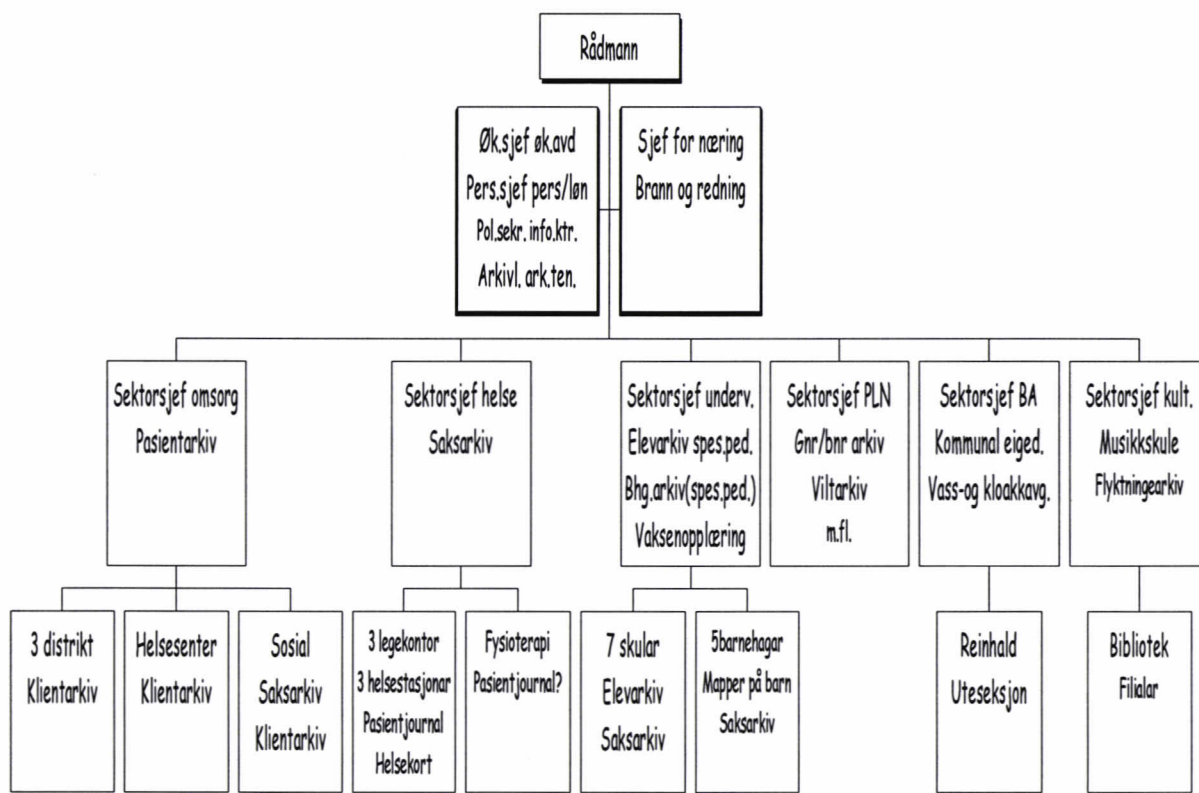 Rådmann
Øk.sjef øk.avd
Pers.sjef pers/løn
Pol.sekr. info.ktr.
Arkivl. ark.ten.
Sjef for næring
Brann og redning
Sektorsjef omsorg
Pasientarkiv
Sektorsjef helse
Saksarkiv
Sektorsjef underv.
Elevarkiv spes.ped.
Bhg.arkiv(spes.ped.)
Vaksenopplæring
Sektorsjef PLN
Gnr/bnr arkiv
Viltarkiv
m.fl.
Sektorsjef BA
Kommunal eiged.
Vass-og kloakkavg.
Sektorsjef kult.
Musikkskule
Flyktningearkiv
3 distrikt
Klientarkiv
Helsesenter
Klientarkiv
Sosial
Saksarkiv
Klientarkiv
3 legekontor
3 helsestasjonar
Pasientjournal
Helsekort
Fysioterapi
Pasientjournal?
7 skular
Elevarkiv
Saksarkiv
5barnehagar
Mapper på barn
Saksarkiv
Reinhald
Uteseksjon
Bibliotek
Filialar